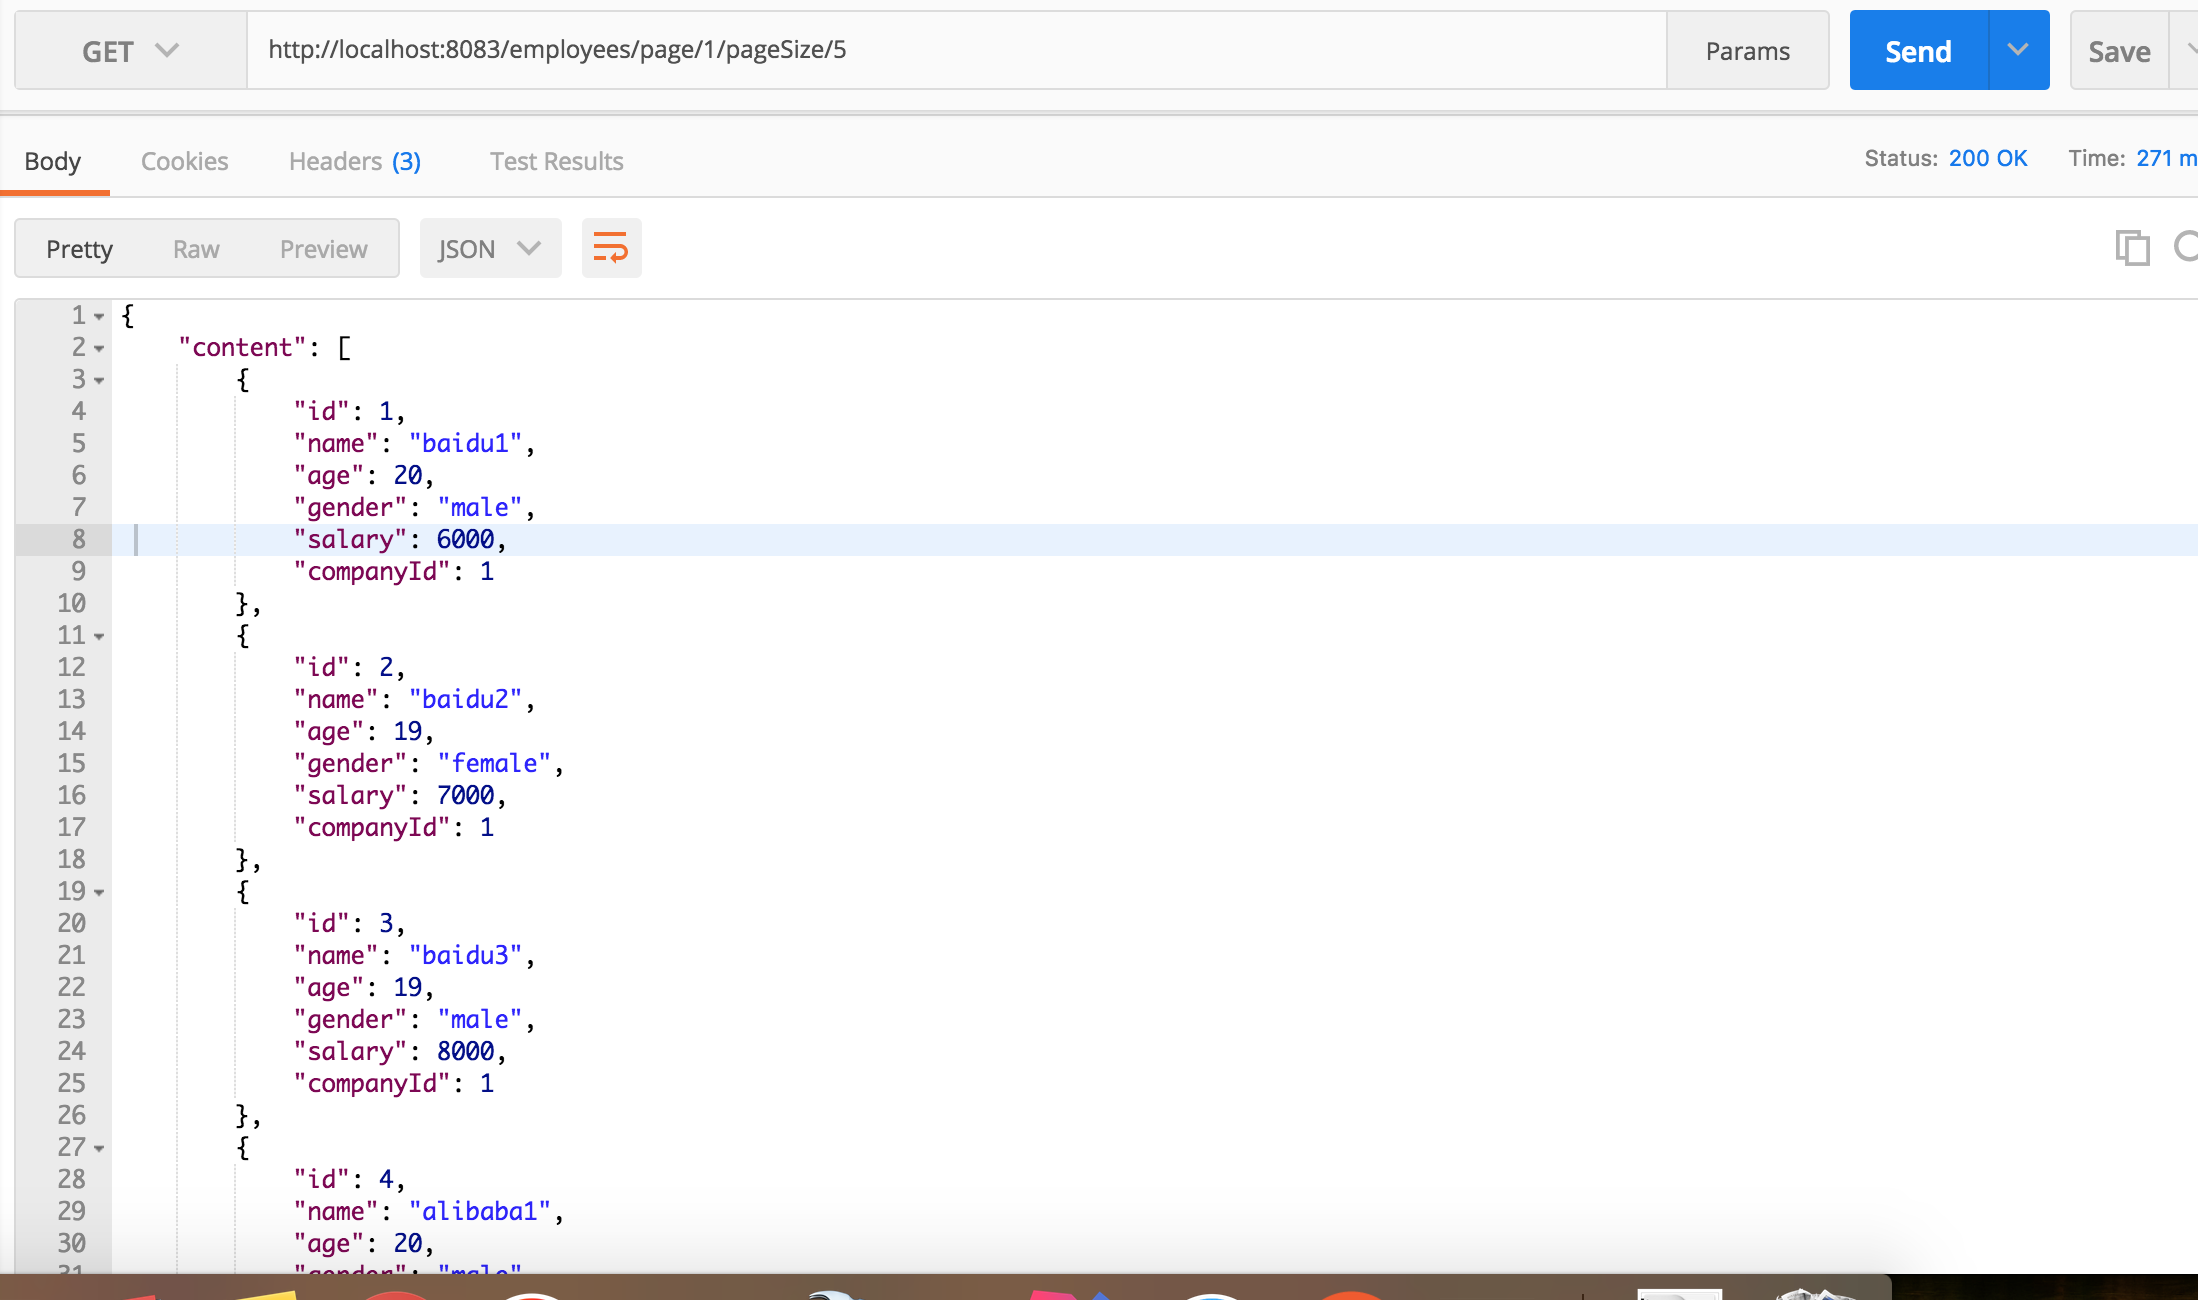 GET http://localhost:8083/employees/page/1/pageSize/5 Params Send Save
Body Cookies Headers (3) Test Results Status: 200 OK Time: 271 m
Pretty Raw Preview JSON
1 {
2 "content": [
3 {
4 "id": 1,
5 "name": "baidu1",
6 "age": 20,
7 "gender": "male",
8 "salary": 6000,
9 "companyId": 1
10 },
11 {
12 "id": 2,
13 "name": "baidu2",
14 "age": 19,
15 "gender": "female",
16 "salary": 7000,
17 "companyId": 1
18 },
19 {
20 "id": 3,
21 "name": "baidu3",
22 "age": 19,
23 "gender": "male",
24 "salary": 8000,
25 "companyId": 1
26 },
27 {
28 "id": 4,
29 "name": "alibaba1",
30 "age": 20,
31 "gender": "male"